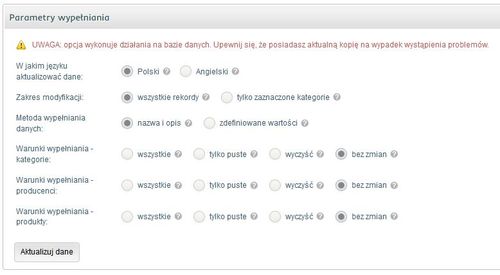 Parametry wypełniania
UWAGA: opcja wykonuje działania na bazie danych. Upewnij się, że posiadasz aktualną kopię na wypadek wystąpienia problemów.
W jakim języku
aktualizować dane:
Polski ? Angielski ?
Zakres modyfikacji: wszystkie rekordy ? tylko zaznaczone kategorie ?
Metoda wypełniania
danych:
nazwa i opis ? zdefiniowane wartości ?
Warunki wypełniania -
kategorie:
wszystkie ? tylko puste ? wyczyść ? bez zmian ?
Warunki wypełniania -
producenci:
wszystkie ? tylko puste ? wyczyść ? bez zmian ?
Warunki wypełniania -
produkty:
wszystkie ? tylko puste ? wyczyść ? bez zmian ?
Aktualizuj dane